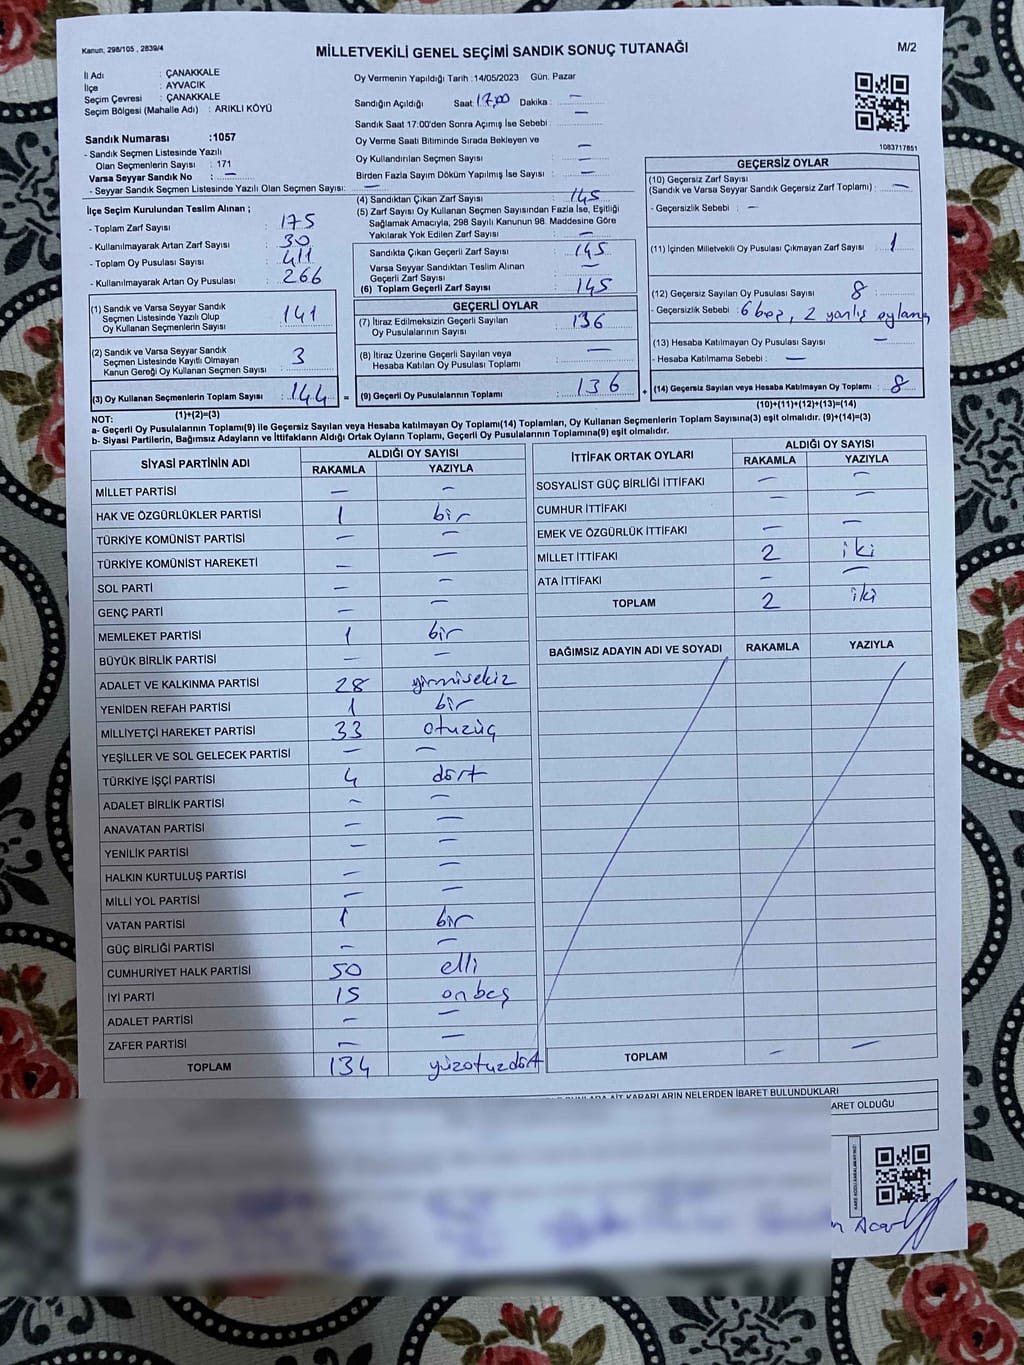 Kanun; 298/105 , 2839/4
MİLLETVEKİLİ GENEL SEÇİMİ SANDIK SONUÇ TUTANAĞI
M/2
İl Adı : ÇANAKKALE
İlçe : AYVACIK
Seçim Çevresi : ÇANAKKALE
Seçim Bölgesi (Mahalle Adı) : ARIKLI KÖYÜ
Sandık Numarası :1057
- Sandık Seçmen Listesinde Yazılı
Olan Seçmenlerin Sayısı : 171
Varsa Seyyar Sandık No : —
- Seyyar Sandık Seçmen Listesinde Yazılı Olan Seçmen Sayısı: —
Oy Vermenin Yapıldığı Tarih :14/05/2023 Gün. Pazar
Sandığın Açıldığı Saat: 17,00 Dakika : —
Sandık Saat 17:00'den Sonra Açmış İse Sebebi : —
Oy Verme Saati Bitiminde Sırada Bekleyen ve
Oy Kullandırılan Seçmen Sayısı : —
Birden Fazla Sayım Döküm Yapılmış İse Sayısı : —
1083717851
İlçe Seçim Kurulundan Teslim Alınan ;
- Toplam Zarf Sayısı : 175
- Kullanılmayarak Artan Zarf Sayısı : 30
- Toplam Oy Pusulası Sayısı : 411
- Kullanılmayarak Artan Oy Pusulası : 266
(4) Sandıktan Çıkan Zarf Sayısı : 145
(5) Zarf Sayısı Oy Kullanan Seçmen Sayısından Fazla İse, Eşitliği
Sağlamak Amacıyla, 298 Sayılı Kanunun 98. Maddesine Göre
Yakılarak Yok Edilen Zarf Sayısı : —
Sandıkta Çıkan Geçerli Zarf Sayısı : 145
Varsa Seyyar Sandıktan Teslim Alınan
Geçerli Zarf Sayısı : —
(6) Toplam Geçerli Zarf Sayısı : 145
GEÇERSİZ OYLAR
(10) Geçersiz Zarf Sayısı
(Sandık ve Varsa Seyyar Sandık Geçersiz Zarf Toplamı) : —
- Geçersizlik Sebebi : —
(11) İçinden Milletvekili Oy Pusulası Çıkmayan Zarf Sayısı : 1
(12) Geçersiz Sayılan Oy Pusulası Sayısı : 8
- Geçersizlik Sebebi : 6 boş, 2 yanlış oylama
(13) Hesaba Katılmayan Oy Pusulası Sayısı : —
- Hesaba Katılmama Sebebi : —
(14) Geçersiz Sayılan veya Hesaba Katılmayan Oy Toplamı : 8
(10)+(11)+(12)+(13)=(14)
(1) Sandık ve Varsa Seyyar Sandık
Seçmen Listesinde Yazılı Olup
Oy Kullanan Seçmenlerin Sayısı : 141
(2) Sandık ve Varsa Seyyar Sandık
Seçmen Listesinde Kayıtlı Olmayan
Kanun Gereği Oy Kullanan Seçmen Sayısı : 3
(3) Oy Kullanan Seçmenlerin Toplam Sayısı : 144 =
(1)+(2)=(3)
GEÇERLİ OYLAR
(7) İtiraz Edilmeksizin Geçerli Sayılan
Oy Pusulalarının Sayısı : 136
(8) İtiraz Üzerine Geçerli Sayılan veya
Hesaba Katılan Oy Pusulası Toplamı : —
(9) Geçerli Oy Pusulalarının Toplamı : 136 +
NOT:
a- Geçerli Oy Pusulalarının Toplamı(9) ile Geçersiz Sayılan veya Hesaba katılmayan Oy Toplamı(14) Toplamları, Oy Kullanan Seçmenlerin Toplam Sayısına(3) eşit olmalıdır. (9)+(14)=(3)
b- Siyasi Partilerin, Bağımsız Adayların ve İttifakların Aldığı Ortak Oyların Toplamı, Geçerli Oy Pusulalarının Toplamına(9) eşit olmalıdır.
SİYASİ PARTİNİN ADI ALDIĞI OY SAYISI
RAKAMLA YAZIYLA
MİLLET PARTİSİ — —
HAK VE ÖZGÜRLÜKLER PARTİSİ 1 bir
TÜRKİYE KOMÜNİST PARTİSİ — —
TÜRKİYE KOMÜNİST HAREKETİ — —
SOL PARTİ — —
GENÇ PARTİ — —
MEMLEKET PARTİSİ 1 bir
BÜYÜK BİRLİK PARTİSİ — —
ADALET VE KALKINMA PARTİSİ 28 yirmisekiz
YENİDEN REFAH PARTİSİ 1 bir
MİLLİYETÇİ HAREKET PARTİSİ 33 otuzüç
YEŞİLLER VE SOL GELECEK PARTİSİ — —
TÜRKİYE İŞÇİ PARTİSİ 4 dört
ADALET BİRLİK PARTİSİ — —
ANAVATAN PARTİSİ — —
YENİLİK PARTİSİ — —
HALKIN KURTULUŞ PARTİSİ — —
MİLLİ YOL PARTİSİ — —
VATAN PARTİSİ 1 bir
GÜÇ BİRLİĞİ PARTİSİ — —
CUMHURİYET HALK PARTİSİ 50 elli
İYİ PARTİ 15 onbeş
ADALET PARTİSİ — —
ZAFER PARTİSİ — —
TOPLAM 134 yüzotuzdört
İTTİFAK ORTAK OYLARI ALDIĞI OY SAYISI
RAKAMLA YAZIYLA
SOSYALİST GÜÇ BİRLİĞİ İTTİFAKI — —
CUMHUR İTTİFAKI — —
EMEK VE ÖZGÜRLÜK İTTİFAKI — —
MİLLET İTTİFAKI 2 iki
ATA İTTİFAKI — —
TOPLAM 2 iki
BAĞIMSIZ ADAYIN ADI VE SOYADI RAKAMLA YAZIYLA
TOPLAM — —
AİT KARARLARIN NELERDEN İBARET BULUNDUKLARI
ARET OLDUĞU